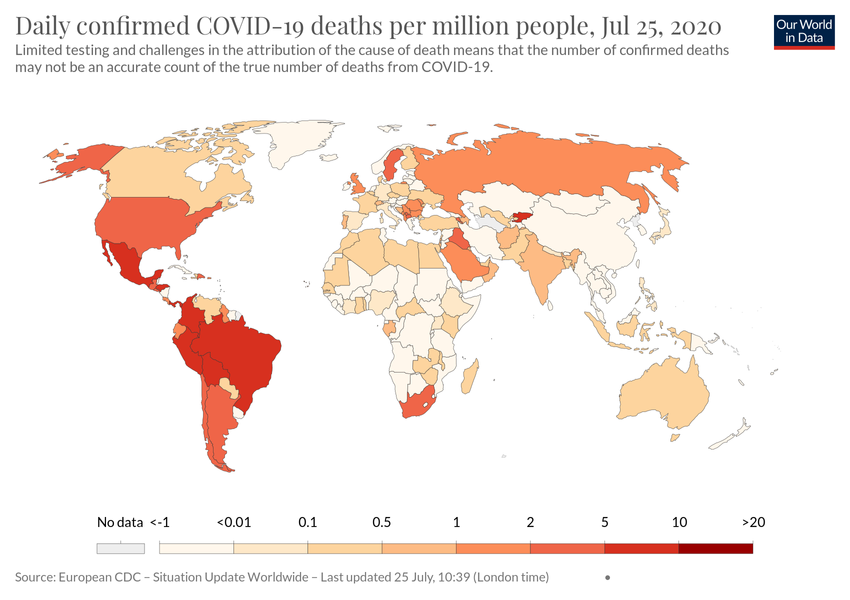 Daily confirmed COVID-19 deaths per million people, Jul 25, 2020
Our World
in Data
Limited testing and challenges in the attribution of the cause of death means that the number of confirmed deaths
may not be an accurate count of the true number of deaths from COVID-19.
No data <-1 <0.01 0.1 0.5 1 2 5 10 >20
Source: European CDC – Situation Update Worldwide – Last updated 25 July, 10:39 (London time) •